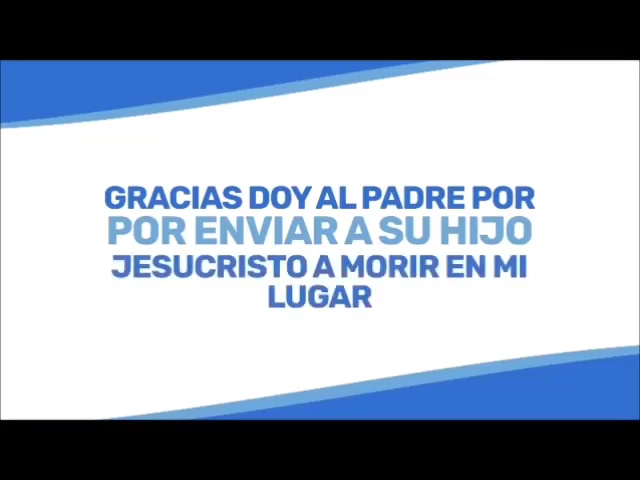 GRACIAS DOY AL PADRE POR
POR ENVIAR A SU HIJO
JESUCRISTO A MORIR EN MI
LUGAR